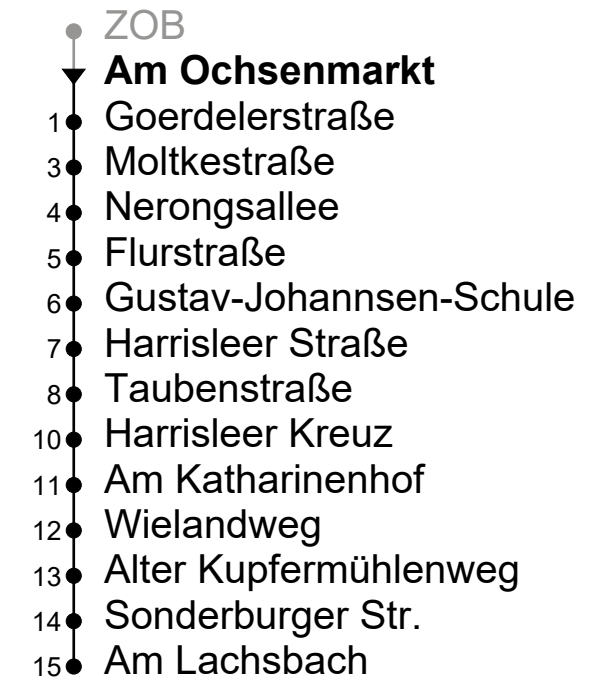 ZOB
Am Ochsenmarkt
1 Goerdelerstraße
3 Moltkestraße
4 Nerongsallee
5 Flurstraße
6 Gustav-Johannsen-Schule
7 Harrisleer Straße
8 Taubenstraße
10 Harrisleer Kreuz
11 Am Katharinenhof
12 Wielandweg
13 Alter Kupfermühlenweg
14 Sonderburger Str.
15 Am Lachsbach